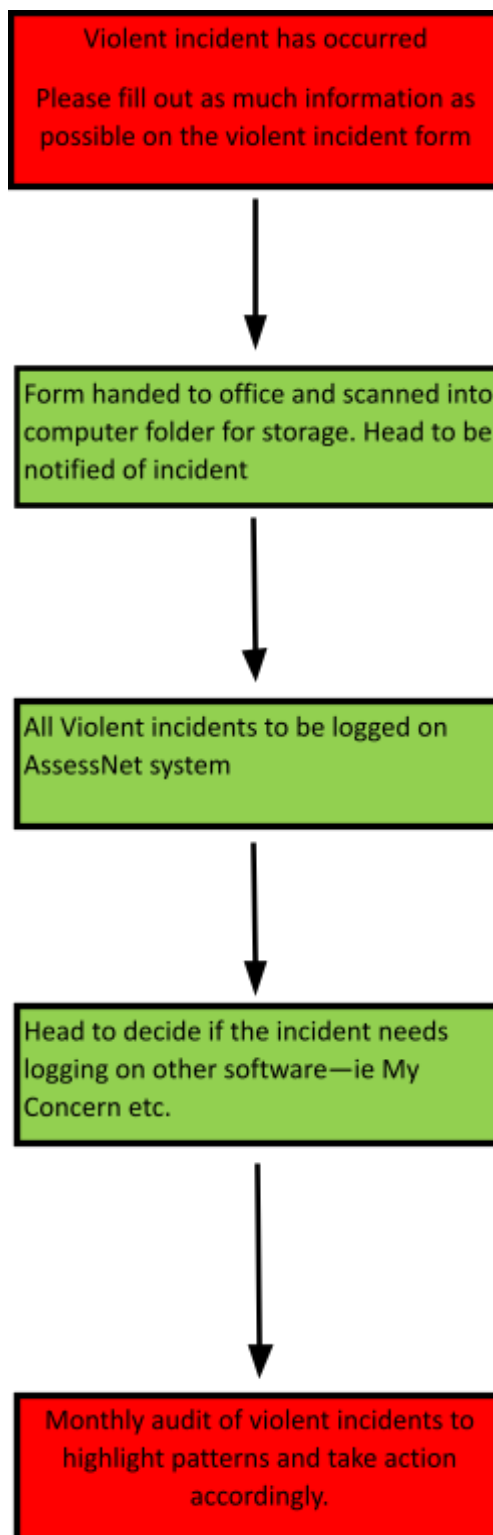 Violent incident has occurred
Please fill out as much information as
possible on the violent incident form
Form handed to office and scanned into
computer folder for storage. Head to be
notified of incident
All Violent incidents to be logged on
AssessNet system
Head to decide if the incident needs
logging on other software—ie My
Concern etc.
Monthly audit of violent incidents to
highlight patterns and take action
accordingly.